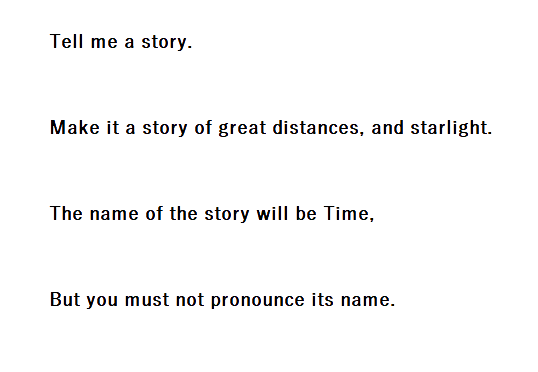 Tell me a story.
Make it a story of great distances, and starlight.
The name of the story will be Time,
But you must not pronounce its name.